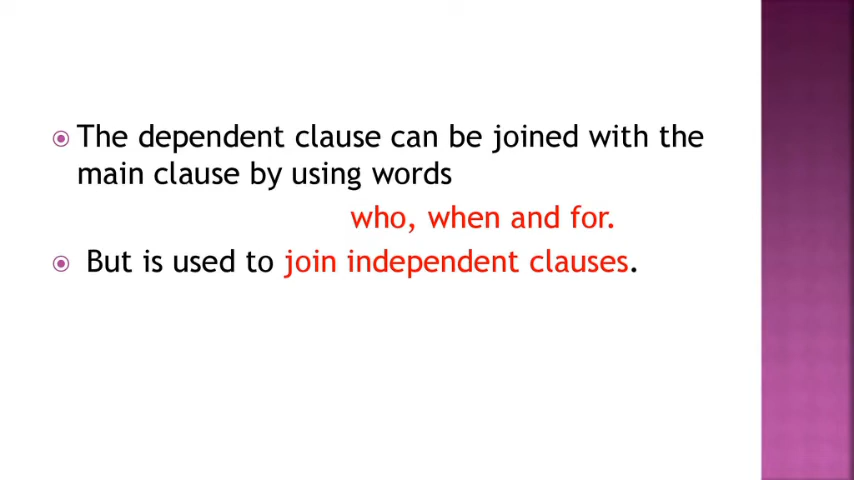 The dependent clause can be joined with the
main clause by using words
who, when and for.
But is used to join independent clauses.